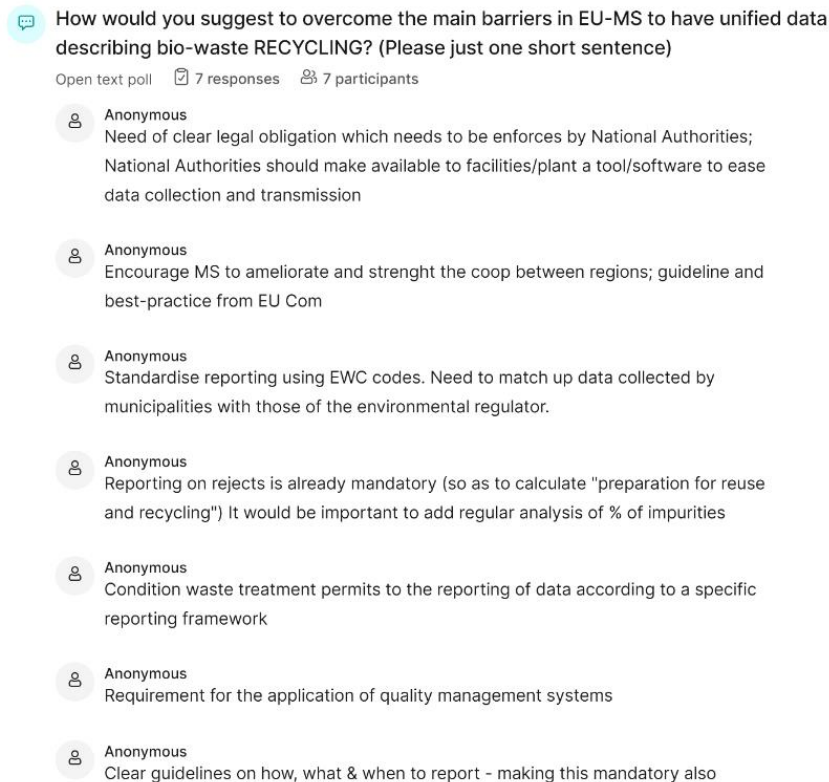 How would you suggest to overcome the main barriers in EU-MS to have unified data
describing bio-waste RECYCLING? (Please just one short sentence)
Open text poll 7 responses 7 participants
Anonymous
Need of clear legal obligation which needs to be enforces by National Authorities;
National Authorities should make available to facilities/plant a tool/software to ease
data collection and transmission
Anonymous
Encourage MS to ameliorate and strenght the coop between regions; guideline and
best-practice from EU Com
Anonymous
Standardise reporting using EWC codes. Need to match up data collected by
municipalities with those of the environmental regulator.
Anonymous
Reporting on rejects is already mandatory (so as to calculate "preparation for reuse
and recycling") It would be important to add regular analysis of % of impurities
Anonymous
Condition waste treatment permits to the reporting of data according to a specific
reporting framework
Anonymous
Requirement for the application of quality management systems
Anonymous
Clear guidelines on how, what & when to report - making this mandatory also